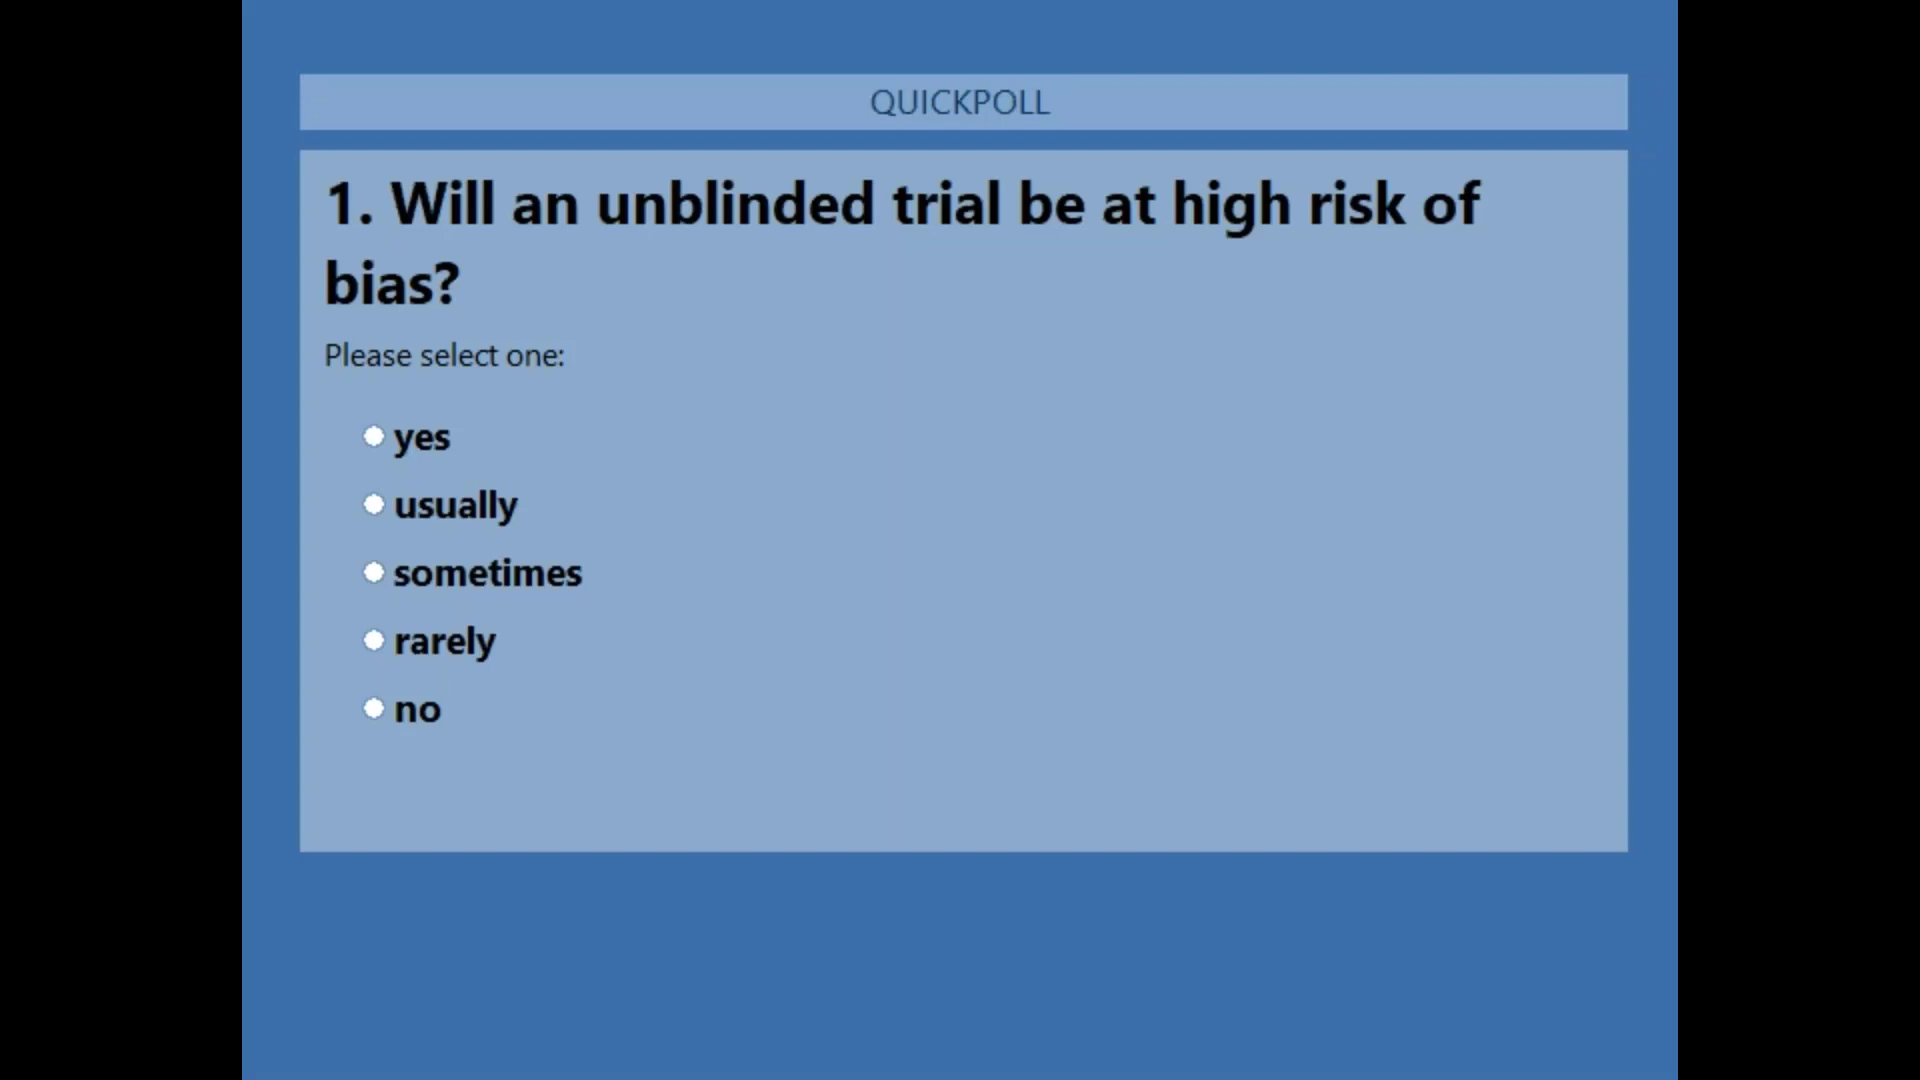 QUICKPOLL
1. Will an unblinded trial be at high risk of
bias?
Please select one:
yes
usually
sometimes
rarely
no